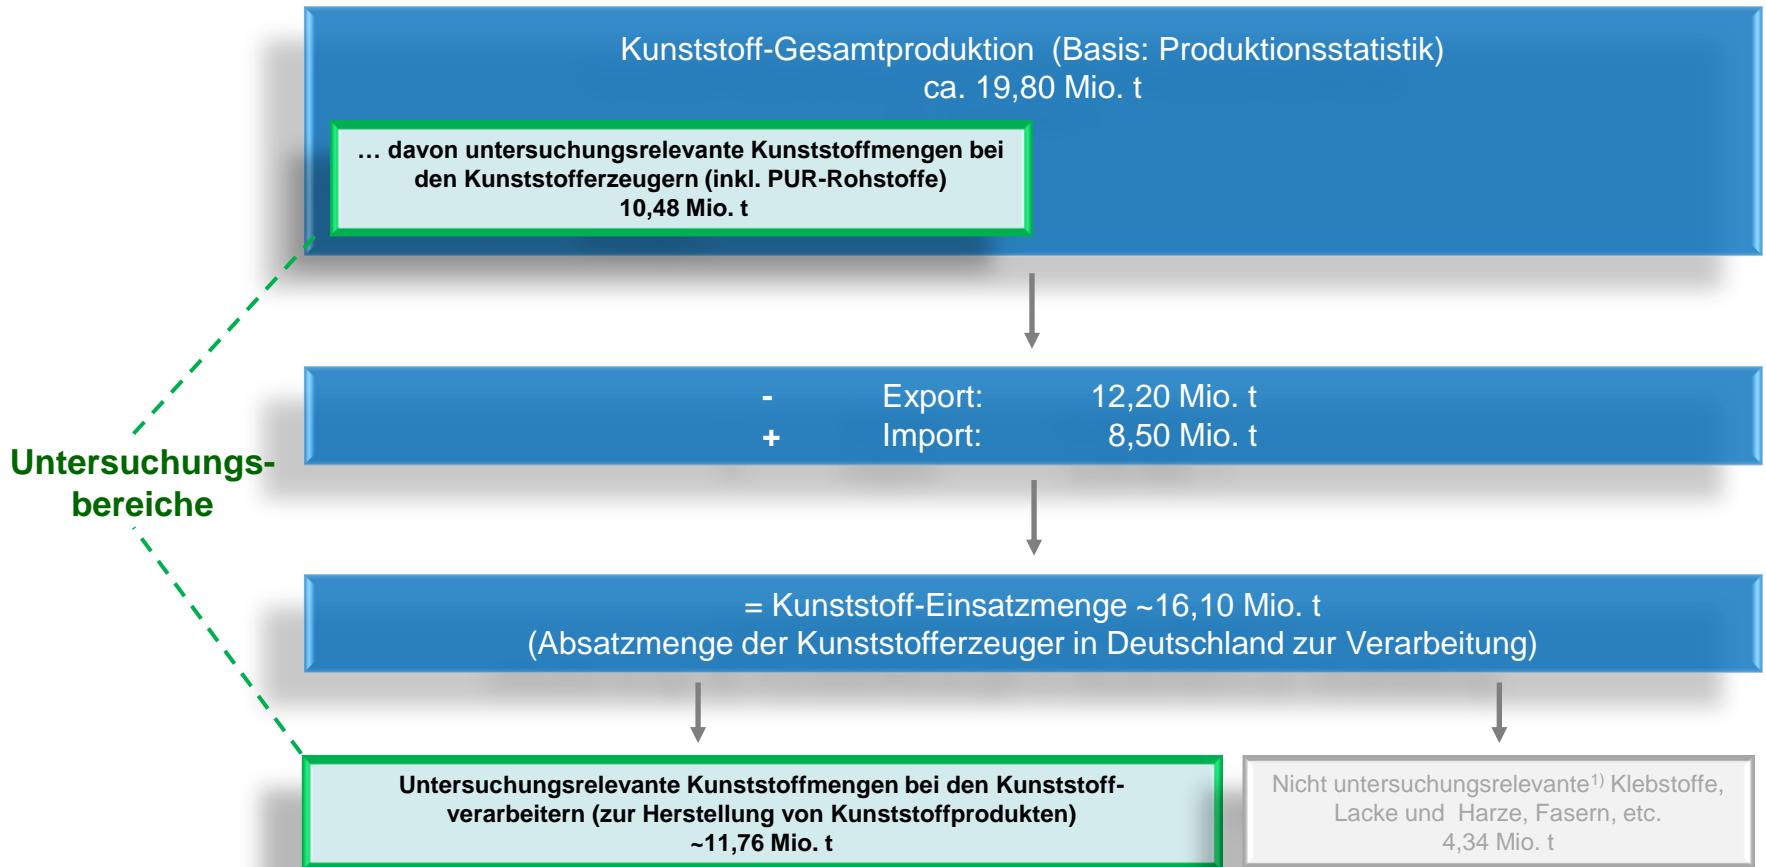 Kunststoff-Gesamtproduktion (Basis: Produktionsstatistik)
ca. 19,80 Mio. t
… davon untersuchungsrelevante Kunststoffmengen bei
den Kunststofferzeugern (inkl. PUR-Rohstoffe)
10,48 Mio. t
- Export: 12,20 Mio. t
+ Import: 8,50 Mio. t
Untersuchungs-
bereiche
= Kunststoff-Einsatzmenge ~16,10 Mio. t
(Absatzmenge der Kunststofferzeuger in Deutschland zur Verarbeitung)
Untersuchungsrelevante Kunststoffmengen bei den Kunststoff-
verarbeitern (zur Herstellung von Kunststoffprodukten)
~11,76 Mio. t
Nicht untersuchungsrelevante¹⁾ Klebstoffe,
Lacke und Harze, Fasern, etc.
4,34 Mio. t